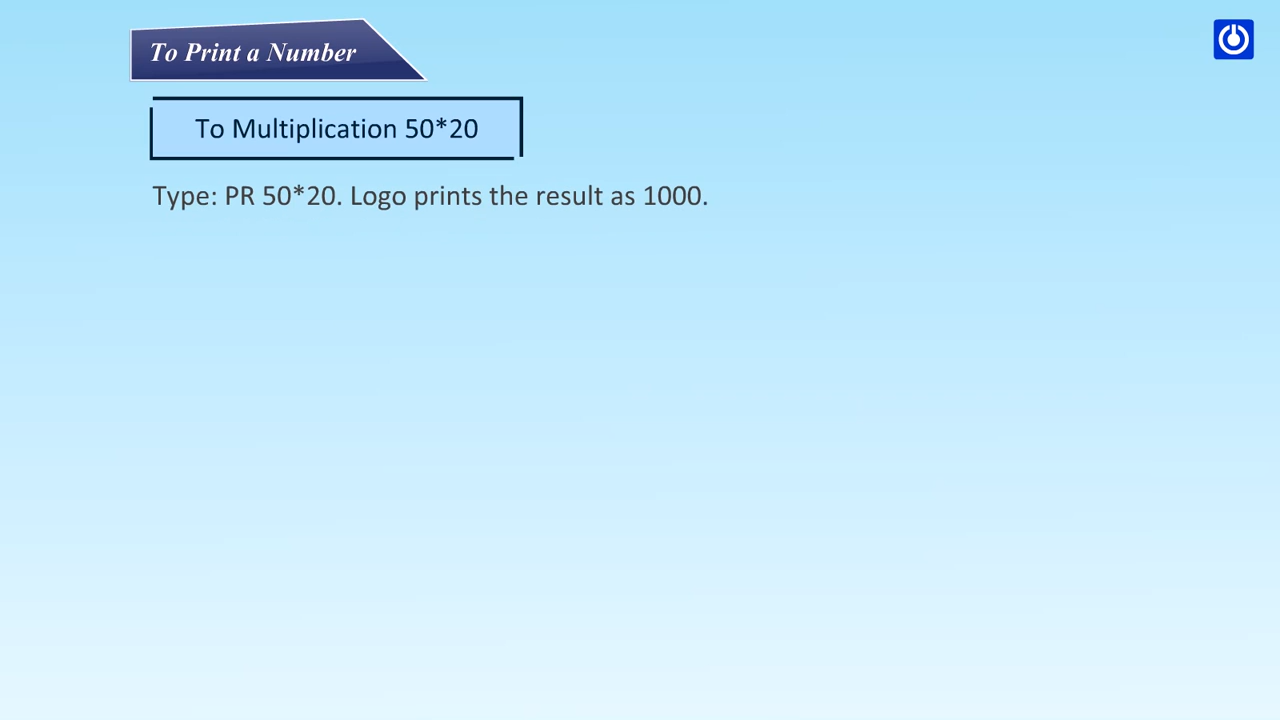 To Print a Number
To Multiplication 50*20
Type: PR 50*20. Logo prints the result as 1000.